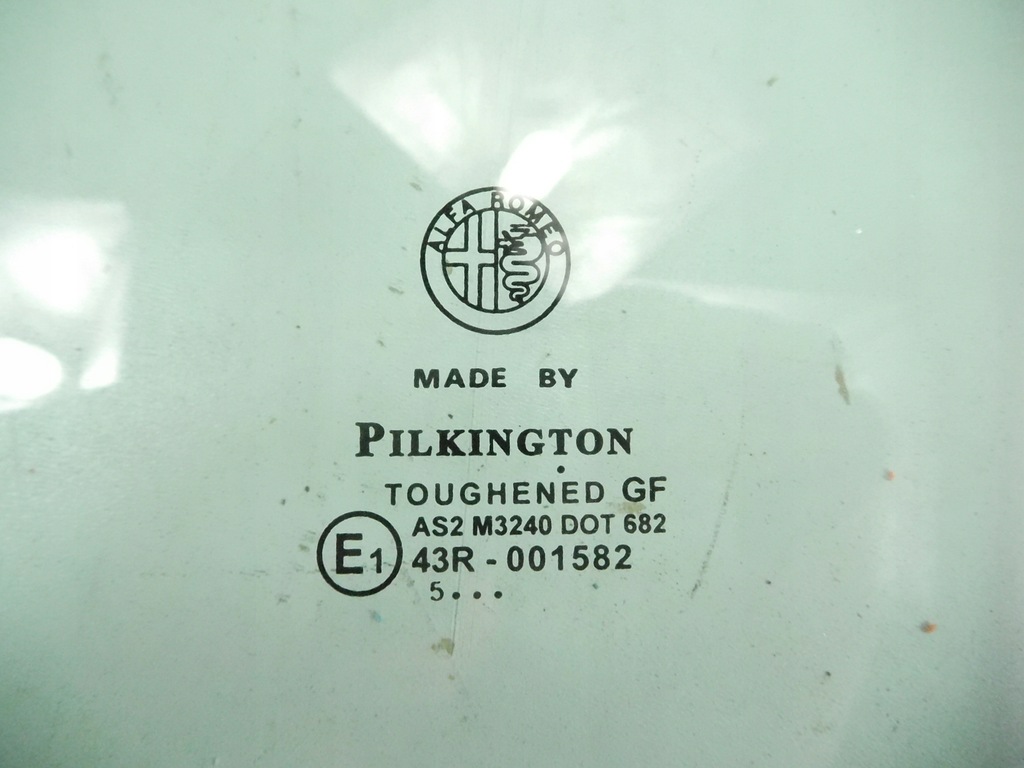 ALFA ROMEO
MADE BY
PILKINGTON
TOUGHENED GF
AS2 M3240 DOT 682
E1 43R - 001582
5...